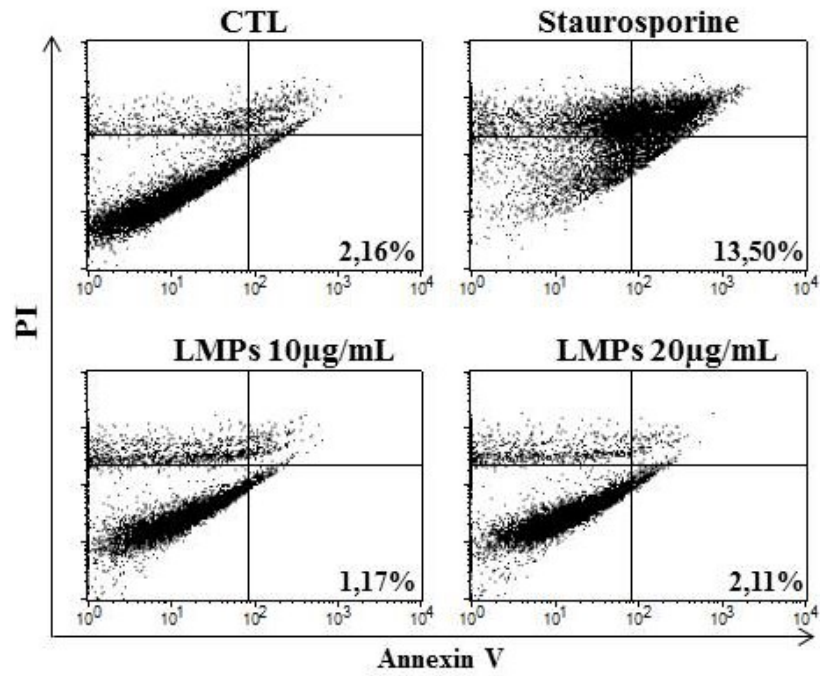 CTL Staurosporine
2,16% 13,50%
10⁰ 10¹ 10² 10³ 10⁴ 10⁰ 10¹ 10² 10³ 10⁴
PI
LMPs 10µg/mL LMPs 20µg/mL
1,17% 2,11%
10⁰ 10¹ 10² 10³ 10⁴ 10⁰ 10¹ 10² 10³ 10⁴
Annexin V